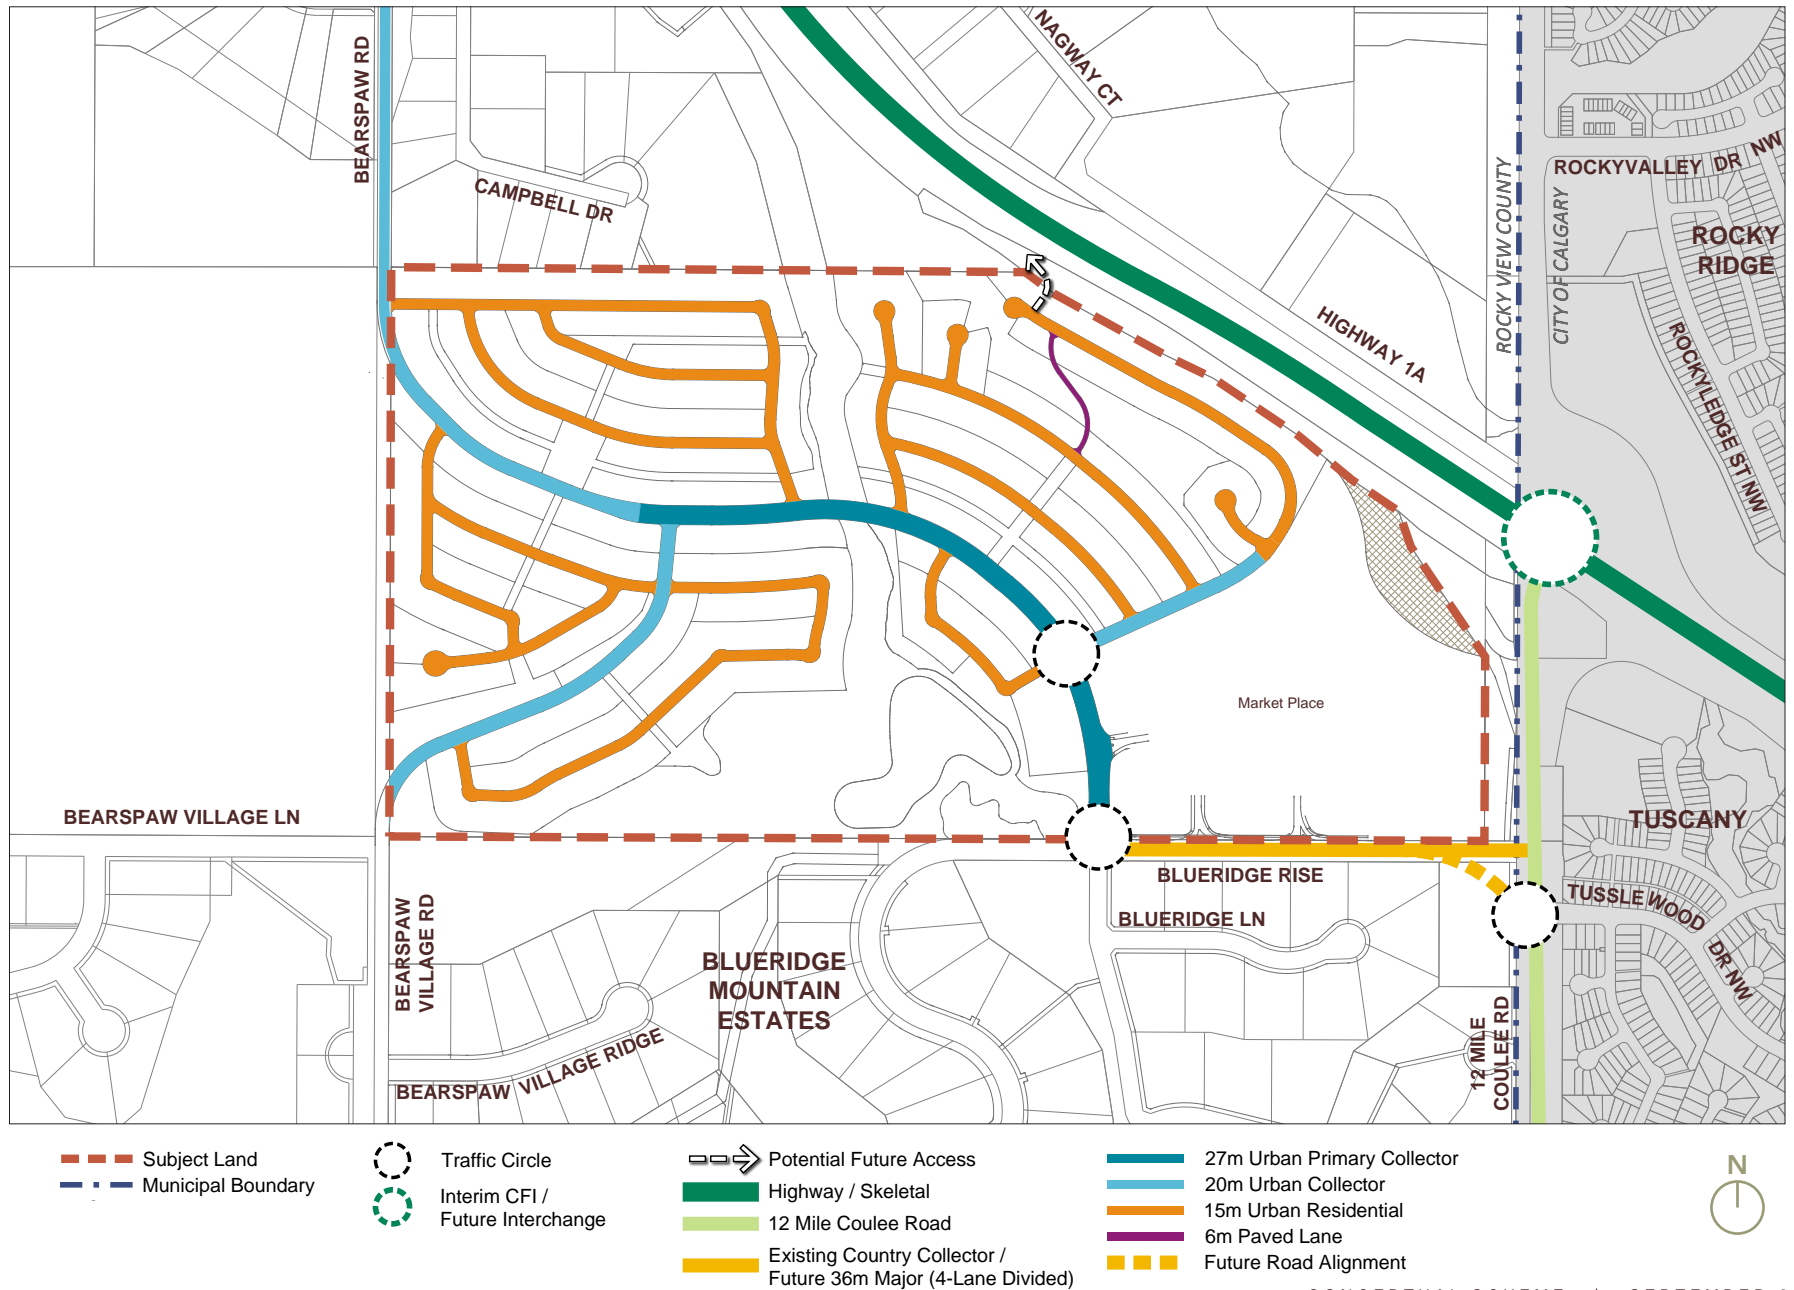 BEARSPAW RD
NAGWAY CT
CAMPBELL DR
ROCKYVALLEY DR NW
ROCKY VIEW COUNTY
CITY OF CALGARY
ROCKY
RIDGE
HIGHWAY 1A
ROCKYLEDGE ST NW
Market Place
BEARSPAW VILLAGE LN
TUSCANY
BLUERIDGE RISE
BLUERIDGE LN
TUSSLEWOOD DR NW
BEARSPAW
VILLAGE RD
BLUERIDGE
MOUNTAIN
ESTATES
12 MILE
COULEE RD
BEARSPAW VILLAGE RIDGE
Subject Land
Municipal Boundary
Traffic Circle
Interim CFI /
Future Interchange
Potential Future Access
Highway / Skeletal
12 Mile Coulee Road
Existing Country Collector /
Future 36m Major (4-Lane Divided)
27m Urban Primary Collector
20m Urban Collector
15m Urban Residential
6m Paved Lane
Future Road Alignment
N